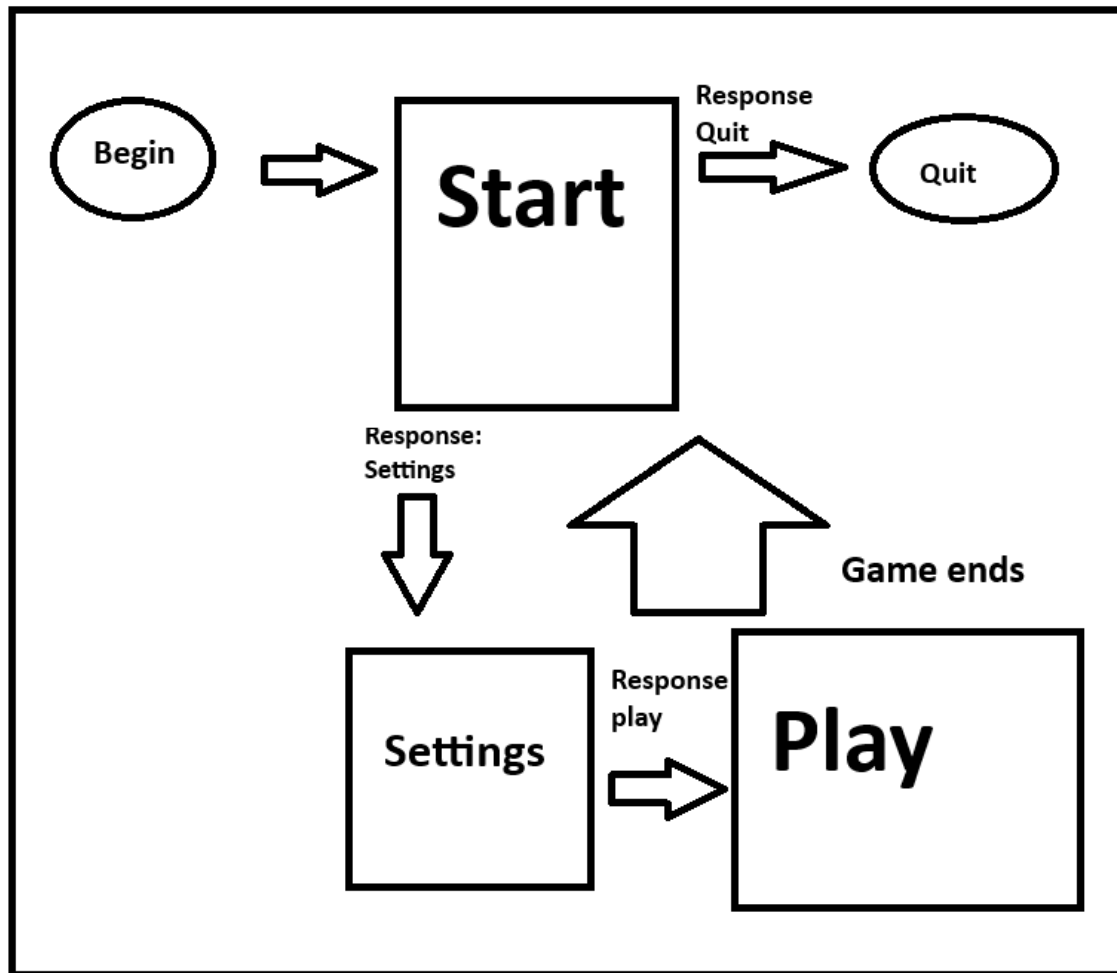 Begin
Start
Response
Quit
Quit
Response:
Settings
Game ends
Settings
Response
play
Play